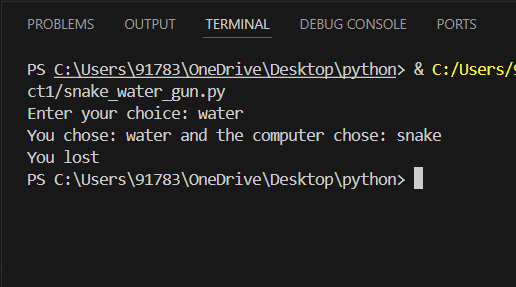 PROBLEMS OUTPUT TERMINAL DEBUG CONSOLE PORTS
PS C:\Users\91783\OneDrive\Desktop\python> & C:/Users/9
ct1/snake_water_gun.py
Enter your choice: water
You chose: water and the computer chose: snake
You lost
PS C:\Users\91783\OneDrive\Desktop\python>